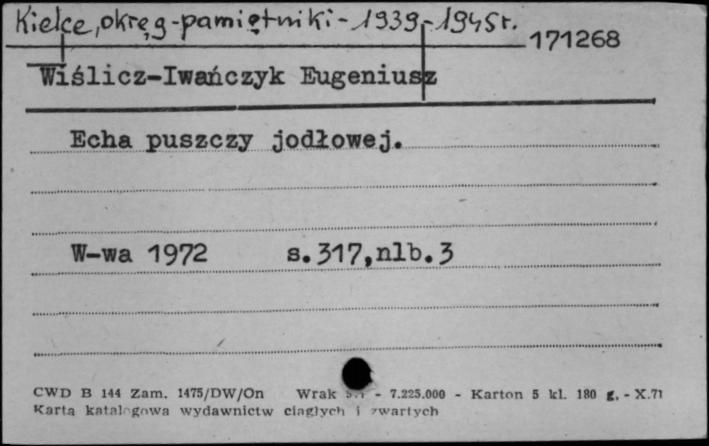 Kielce, okręg - pamiętniki - 1939-1945 r.
171268
Wiślicz-Iwańczyk Eugeniusz
Echa puszczy jodłowej.
W-wa 1972 s.317,nlb.3
CWD B 144 Zam. 1475/DW/On Wrak - 7.225.000 - Karton 5 kl. 180 g. - X.71
Karta katalogowa wydawnictw ciągłych i zwartych